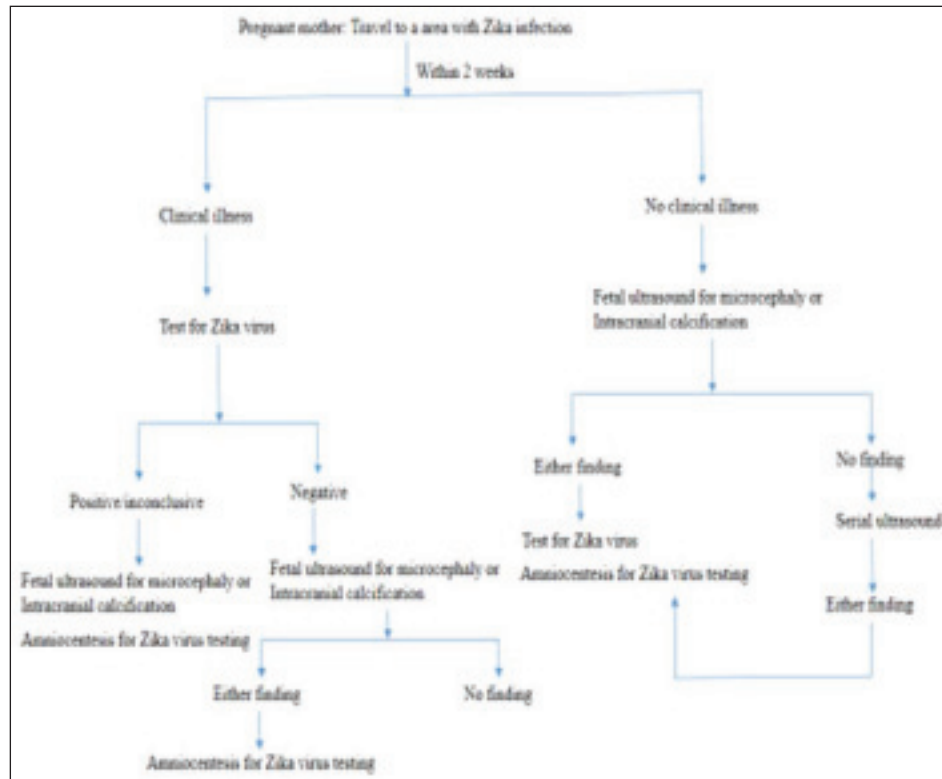 Pregnant mother: Travel to a area with Zika infection
Within 2 weeks
Clinical illness
No clinical illness
Test for Zika virus
Fetal ultrasound for microcephaly or
Intracranial calcification
Positive inconclusive
Negative
Either finding
No finding
Fetal ultrasound for microcephaly or
Intracranial calcification
Amniocentesis for Zika virus testing
Fetal ultrasound for microcephaly or
Intracranial calcification
Test for Zika virus
Amniocentesis for Zika virus testing
Serial ultrasound
Either finding
Either finding
No finding
Amniocentesis for Zika virus testing